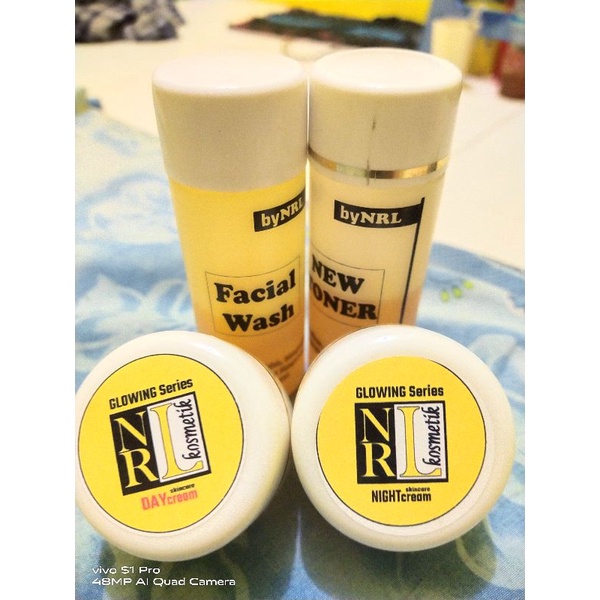 byNRL
Facial
Wash
byNRL
NEW
TONER
GLOWING Series
NRL
kosmetik
skincare
DAYcream
GLOWING Series
NRL
kosmetik
skincare
NIGHTcream
vivo S1 Pro
48MP AI Quad Camera